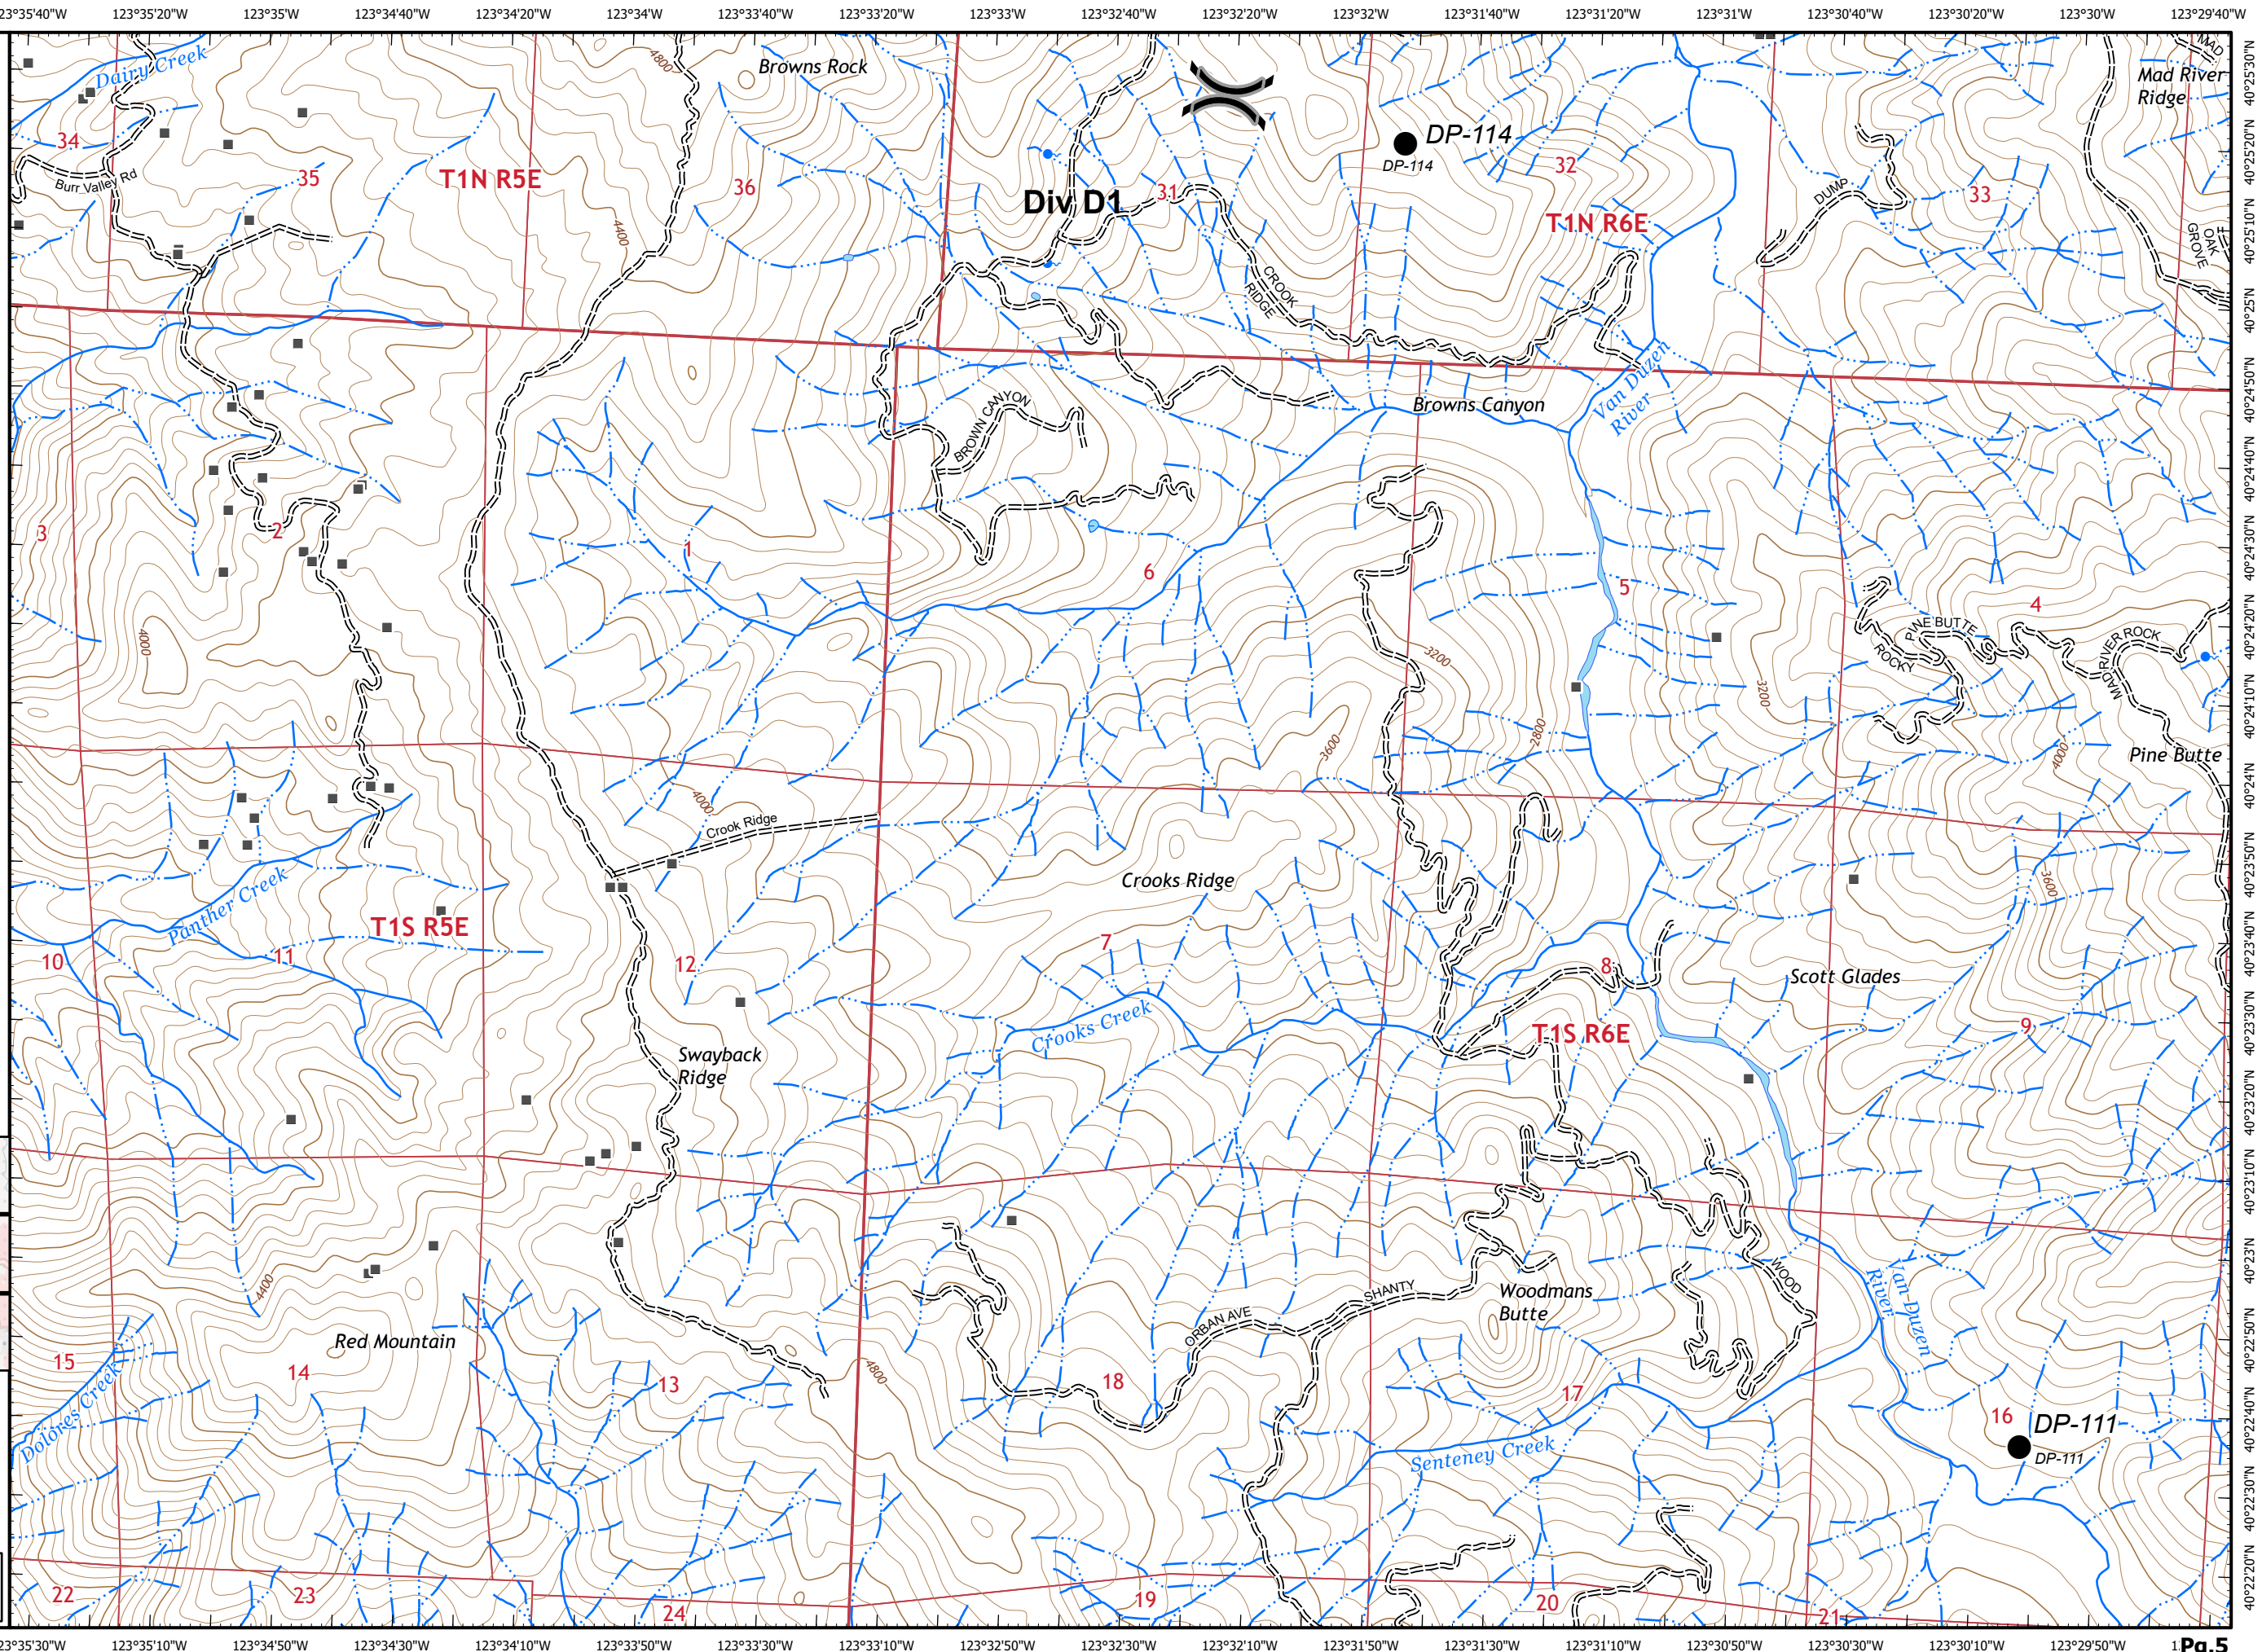 123°35'40"W 123°35'20"W 123°35'W 123°34'40"W 123°34'20"W 123°34'W 123°33'40"W 123°33'20"W 123°33'W 123°32'40"W 123°32'20"W 123°32'W 123°31'40"W 123°31'20"W 123°31'W 123°30'40"W 123°30'20"W 123°30'W 123°29'40"W
Dairy Creek
4800
Browns Rock
MAD
Mad River
Ridge
40°25'30"N
34
Burr Valley Rd
35
T1N R5E
36
4400
Div D1
31
DP-114
DP-114
32
T1N R6E
DUMP
33
OAK
GROVE
40°25'20"N
40°25'10"N
CROOK
RIDGE
40°25'N
Van Duzen
River
Browns Canyon
BROWN CANYON
40°24'50"N
40°24'40"N
3
2
1
6
5
4
40°24'30"N
4000
3200
3200
PINE BUTTE
ROCKY
MAD RIVER ROCK
40°24'20"N
40°24'10"N
3600
2800
4000
Pine Butte
40°24'N
4000
Crook Ridge
Crooks Ridge
3600
40°23'50"N
Panther Creek
T1S R5E
10
11
12
7
8
Scott Glades
9
40°23'40"N
Crooks Creek
T1S R6E
40°23'30"N
Swayback
Ridge
40°23'20"N
40°23'10"N
4400
Red Mountain
ORBAN AVE
SHANTY
Woodmans
Butte
WOOD
Van Duzen
River
40°23'N
40°22'50"N
15
Dolores Creek
14
13
4800
18
17
16
DP-111
DP-111
Senteney Creek
40°22'40"N
40°22'30"N
22
23
24
19
20
21
40°22'20"N
23°35'30"W 123°35'10"W 123°34'50"W 123°34'30"W 123°34'10"W 123°33'50"W 123°33'30"W 123°33'10"W 123°32'50"W 123°32'30"W 123°32'10"W 123°31'50"W 123°31'30"W 123°31'10"W 123°30'50"W 123°30'30"W 123°30'10"W 123°29'50"W
Pg.5